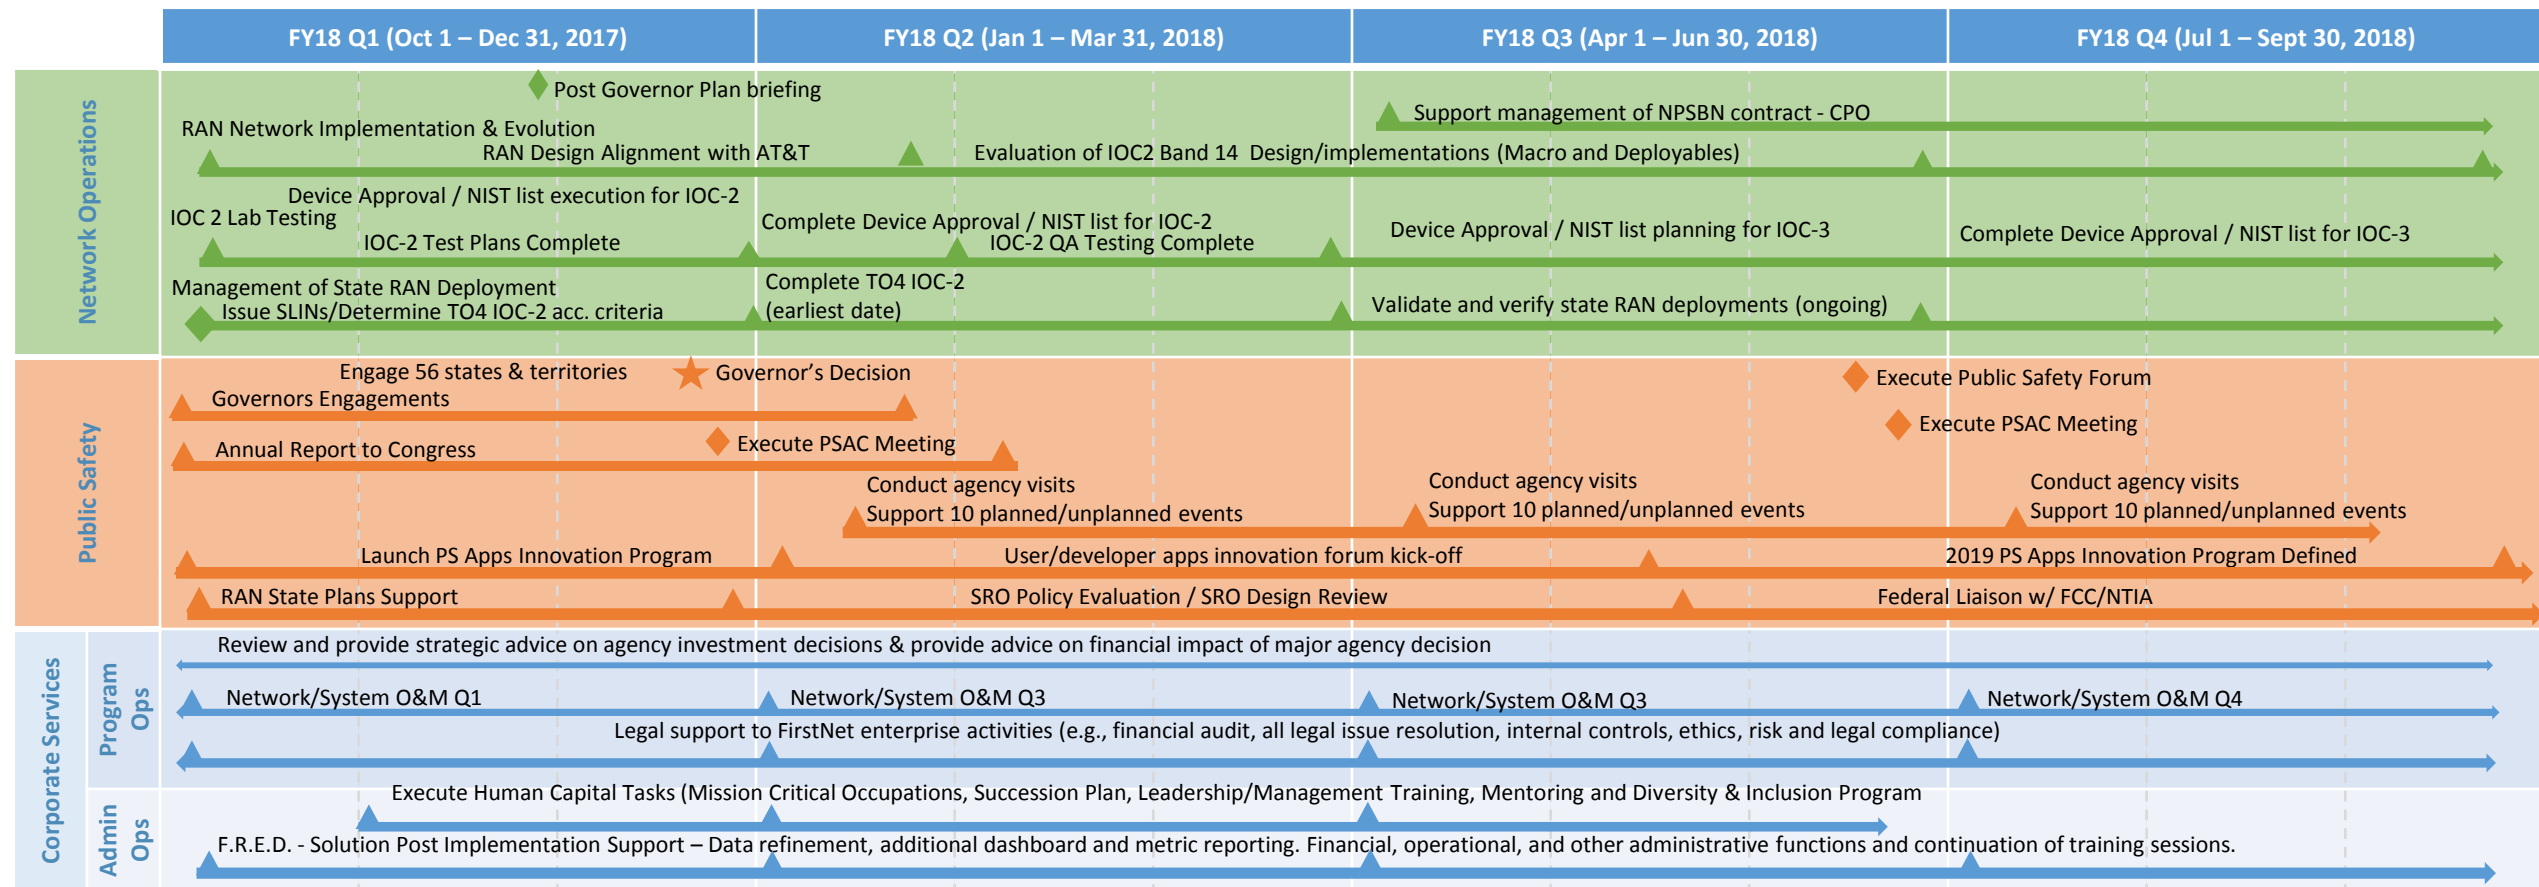 FY18 Q1 (Oct 1 – Dec 31, 2017)
FY18 Q2 (Jan 1 – Mar 31, 2018)
FY18 Q3 (Apr 1 – Jun 30, 2018)
FY18 Q4 (Jul 1 – Sept 30, 2018)
Network Operations
Post Governor Plan briefing
Support management of NPSBN contract - CPO
RAN Network Implementation & Evolution
RAN Design Alignment with AT&T
Evaluation of IOC2 Band 14 Design/implementations (Macro and Deployables)
Device Approval / NIST list execution for IOC-2
IOC 2 Lab Testing
Complete Device Approval / NIST list for IOC-2
Device Approval / NIST list planning for IOC-3
Complete Device Approval / NIST list for IOC-3
IOC-2 Test Plans Complete
IOC-2 QA Testing Complete
Management of State RAN Deployment
Complete TO4 IOC-2
(earliest date)
Issue SLINs/Determine TO4 IOC-2 acc. criteria
Validate and verify state RAN deployments (ongoing)
Public Safety
Engage 56 states & territories
Governor’s Decision
Execute Public Safety Forum
Governors Engagements
Execute PSAC Meeting
Annual Report to Congress
Execute PSAC Meeting
Conduct agency visits
Support 10 planned/unplanned events
Conduct agency visits
Support 10 planned/unplanned events
Conduct agency visits
Support 10 planned/unplanned events
Launch PS Apps Innovation Program
User/developer apps innovation forum kick-off
2019 PS Apps Innovation Program Defined
RAN State Plans Support
SRO Policy Evaluation / SRO Design Review
Federal Liaison w/ FCC/NTIA
Corporate Services
Program
Ops
Review and provide strategic advice on agency investment decisions & provide advice on financial impact of major agency decision
Network/System O&M Q1
Network/System O&M Q3
Network/System O&M Q3
Network/System O&M Q4
Legal support to FirstNet enterprise activities (e.g., financial audit, all legal issue resolution, internal controls, ethics, risk and legal compliance)
Admin
Ops
Execute Human Capital Tasks (Mission Critical Occupations, Succession Plan, Leadership/Management Training, Mentoring and Diversity & Inclusion Program
F.R.E.D. - Solution Post Implementation Support – Data refinement, additional dashboard and metric reporting. Financial, operational, and other administrative functions and continuation of training sessions.